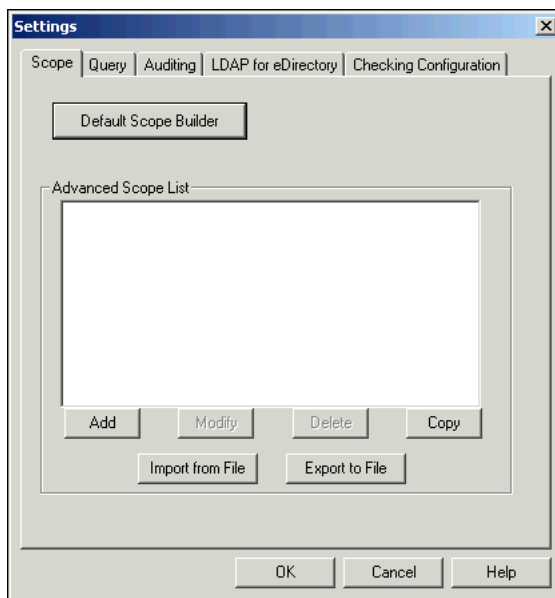 Settings
Scope Query Auditing LDAP for eDirectory Checking Configuration
Default Scope Builder
Advanced Scope List
Add Modify Delete Copy
Import from File Export to File
OK Cancel Help